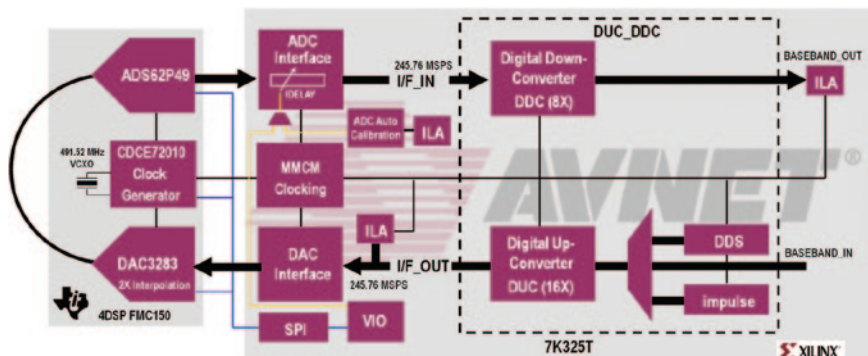 DUC_DDC
ADS62P49
ADC
Interface
IDELAY
245.76 MSPS
I/F_IN
Digital Down-
Converter
DDC (8X)
BASEBAND_OUT
ILA
ADC Auto
Calibration
ILA
491.52 MHz
VCXO
CDCE72010
Clock
Generator
MMCM
Clocking
AVNET
ILA
DAC3283
2X Interpolation
DAC
Interface
I/F_OUT
245.76 MSPS
Digital Up-
Converter
DUC (16X)
DDS
BASEBAND_IN
impulse
4DSP FMC150
SPI
VIO
7K325T
XILINX